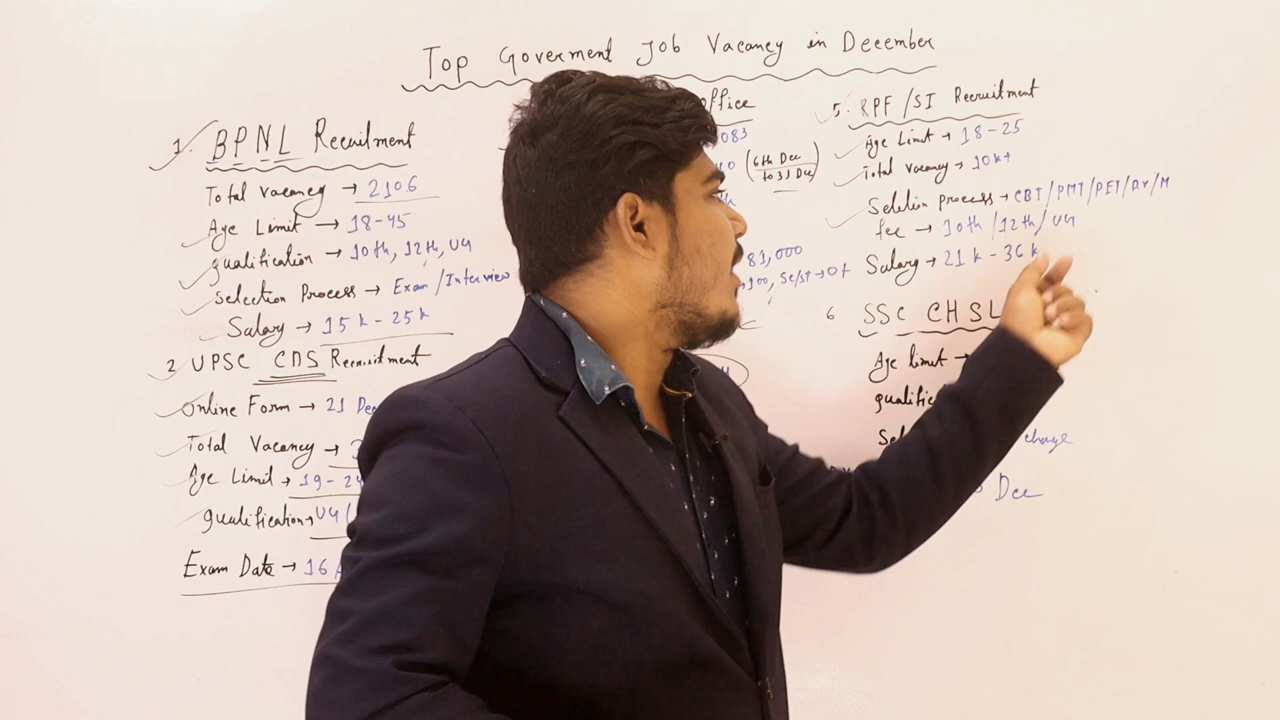 Top Goverment Job Vacancy in December
1. BPNL Recruitment
Total vacancy → 2106
Age Limit → 18-45
qualification → 10th, 12th, UG
Selection Process → Exam/Interview
Salary → 15k-25k
2 UPSC CDS Recruitment
Online Form → 21 Dec
Total Vacancy →
Age Limit → 19-24
qualification → UG/
Exam Date → 16
office
083
(6th Dec
to 31 Dec)
81,000
100, Sc/st → 0
5. RPF/SI Recruitment
Age Limit → 18-25
Total vacancy → 10k+
Selection process → CBT/PMT/PET/DV/M
fee → 10th/12th/UG
Salary → 21k-36k
6 SSC CHSL
Age limit →
qualific
Sel
charge
Dec